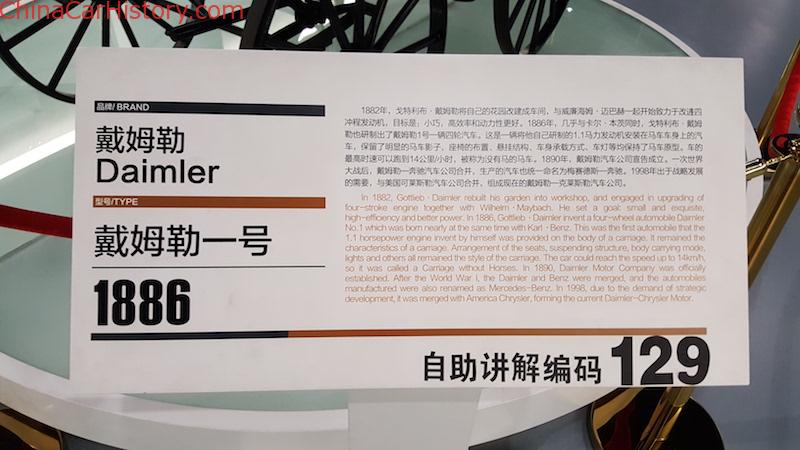 ChinaCarHistory.com
品牌/ BRAND
戴姆勒
Daimler
型号/TYPE
戴姆勒一号
1886
1882年，戈特利布·戴姆勒将自己的花园改建成车间，与威廉海姆·迈巴赫一起开始致力于改进四
冲程发动机，目标是：小巧，高效率和动力性更好。1886年，几乎与卡尔·本茨同时，戈特利布·戴姆
勒也研制出了戴姆勒1号一辆四轮汽车。这是一辆将他自己研制的1.1马力发动机安装在马车车身上的汽
车，保留了明显的马车影子，座椅的布置、悬挂结构、车身承载方式、车灯等均保持了马车原型。车的
最高时速可以跑到14公里/小时，被称为没有马的马车。1890年，戴姆勒汽车公司宣告成立。一次世界
大战后，戴姆勒一奔驰汽车公司合并，生产的汽车也统一命名为梅赛德斯一奔驰。1998年出于战略发展
的需要，与美国可莱斯勒汽车公司合并，组成现在的戴姆勒一克莱斯勒汽车公司。
In 1882, Gottlieb · Daimler rebuilt his garden into workshop, and engaged in upgrading of
four-stroke engine together with Wilhelm · Maybach. He set a goal: small and exquisite,
high-efficiency and better power. In 1886, Gottlieb · Daimler invent a four-wheel automobile Daimler
No.1 which was born nearly at the same time with Karl · Benz. This was the first automobile that the
1.1 horsepower engine invent by himself was provided on the body of a carriage. It remained the
characteristics of a carriage. Arrangement of the seats, suspending structure, body carrying mode,
lights and others all remained the style of the carriage. The car could reach the speed up to 14km/h,
so it was called a Carriage without Horses. In 1890, Daimler Motor Company was officially
established. After the World War I, the Daimler and Benz were merged, and the automobiles
manufactured were also renamed as Mercedes-Benz. In 1998, due to the demand of strategic
development, it was merged with America Chrysler, forming the current Daimler-Chrysler Motor.
自助讲解编码 129